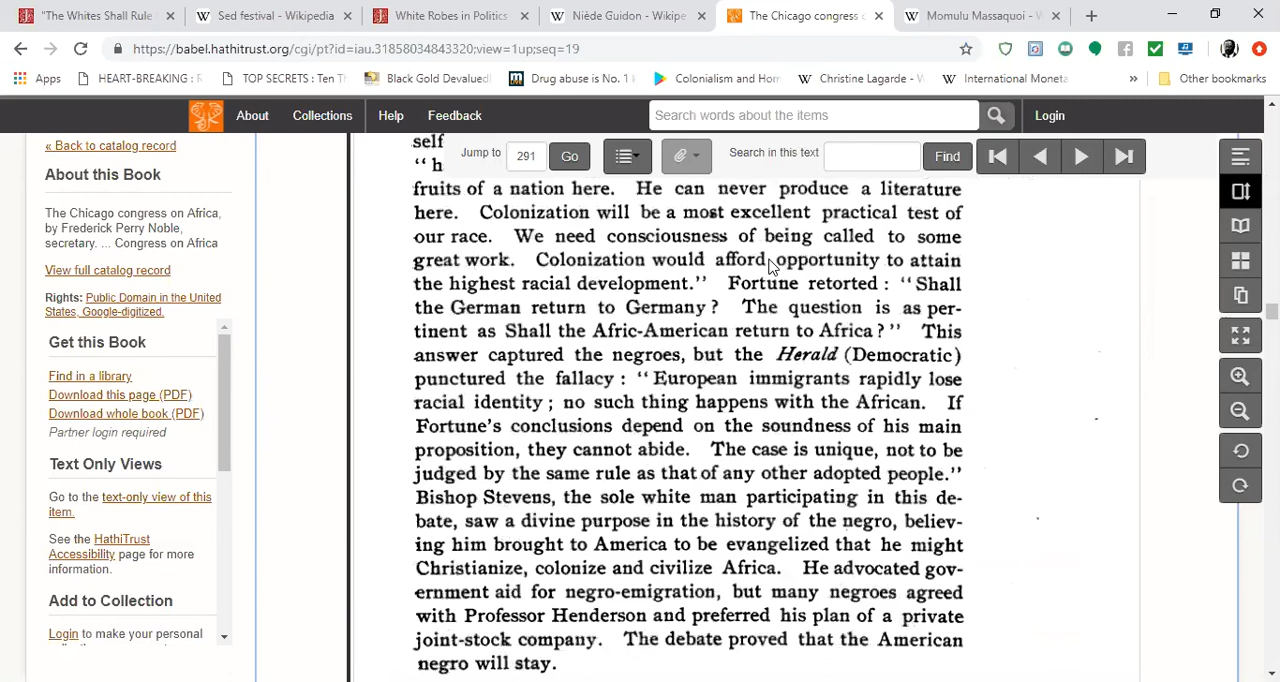 "The Whites Shall Rule
Sed festival - Wikipedia
White Robes in Politics
Niède Guidon - Wikipe
The Chicago congress
Momulu Massaquoi -
https://babel.hathitrust.org/cgi/pt?id=iau.31858034843320;view=1up;seq=19
Apps
HEART-BREAKING : R
TOP SECRETS : Ten Th
Black Gold Devalued
Drug abuse is No. 1
Colonialism and Hom
Christine Lagarde -
International Moneta
»
Other bookmarks
About
Collections
Help
Feedback
Search words about the items
Login
« Back to catalog record
About this Book
The Chicago congress on Africa,
by Frederick Perry Noble,
secretary. ... Congress on Africa
View full catalog record
Rights: Public Domain in the United
States, Google-digitized.
Get this Book
Find in a library
Download this page (PDF)
Download whole book (PDF)
Partner login required
Text Only Views
Go to the text-only view of this
item.
See the HathiTrust
Accessibility page for more
information.
Add to Collection
Login to make your personal
Jump to
291
Go
Search in this text
Find
self
"h
fruits of a nation here. He can never produce a literature
here. Colonization will be a most excellent practical test of
our race. We need consciousness of being called to some
great work. Colonization would afford opportunity to attain
the highest racial development." Fortune retorted : "Shall
the German return to Germany? The question is as per-
tinent as Shall the Afric-American return to Africa?" This
answer captured the negroes, but the Herald (Democratic)
punctured the fallacy : "European immigrants rapidly lose
racial identity; no such thing happens with the African. If
Fortune's conclusions depend on the soundness of his main
proposition, they cannot abide. The case is unique, not to be
judged by the same rule as that of any other adopted people."
Bishop Stevens, the sole white man participating in this de-
bate, saw a divine purpose in the history of the negro, believ-
ing him brought to America to be evangelized that he might
Christianize, colonize and civilize Africa. He advocated gov-
ernment aid for negro-emigration, but many negroes agreed
with Professor Henderson and preferred his plan of a private
joint-stock company. The debate proved that the American
negro will stay.